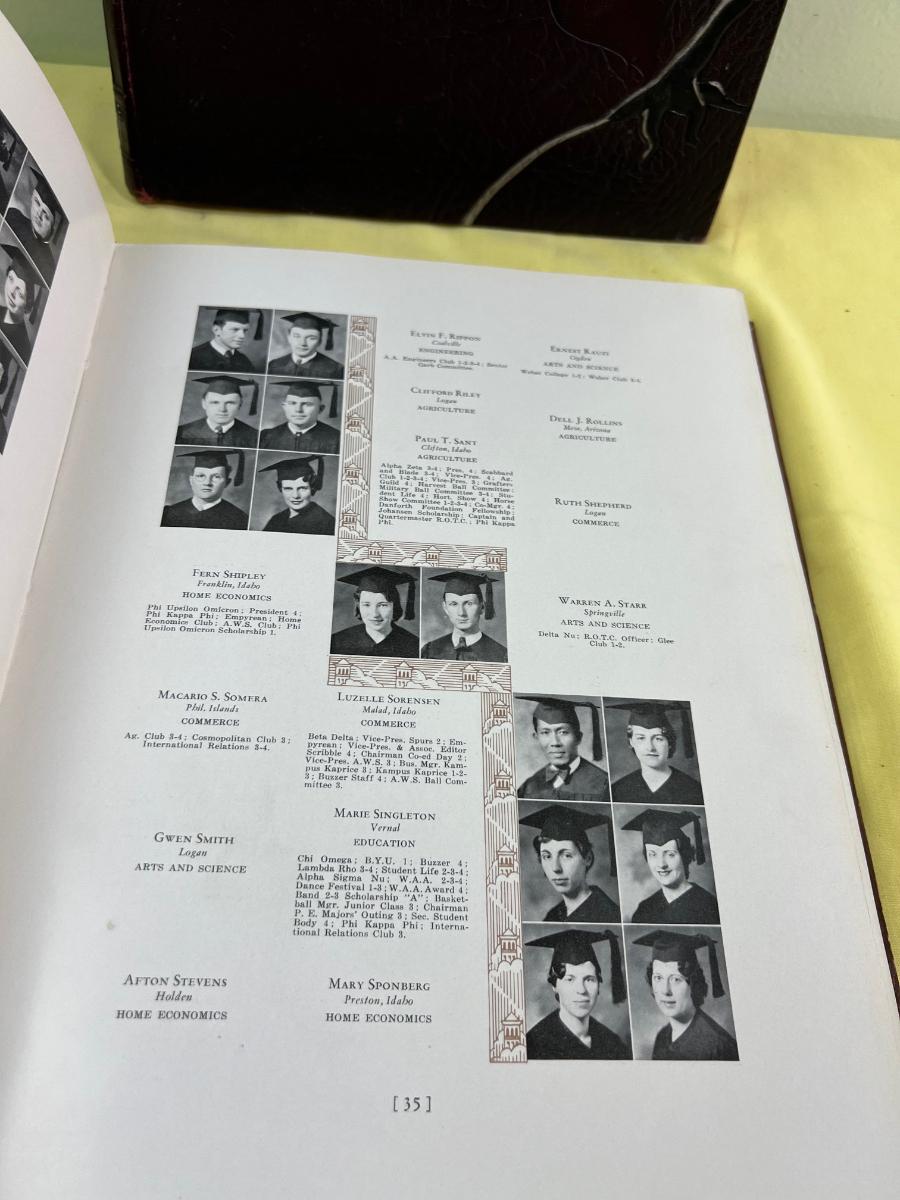 ELVIN F. RIPPON
Coalville
ENGINEERING
A.A. Engineers Club 1-2-3-4; Senior
Garb Committee.
ERNEST RAUZI
Ogden
ARTS AND SCIENCE
Weber College 1-2; Weber Club 3-4.
CLIFFORD RILEY
Logan
AGRICULTURE
DELL J. ROLLINS
Mesa, Arizona
AGRICULTURE
PAUL T. SANT
Clifton, Idaho
AGRICULTURE
Alpha Zeta 3-4; Pres. 4; Scabbard
and Blade 3-4; Vice-Pres. 4; Ag.
Club 1-2-3-4; Vice-Pres. 3; Grafters-
Guild 4; Harvest Ball Committee;
Military Ball Committee 3-4; Stu-
dent Life 4; Hort. Show 4; Horse
Show Committee 1-2-3-4; Co-Mgr. 4;
Danforth Foundation Fellowship;
Johansen Scholarship; Captain and
Quartermaster R.O.T.C.; Phi Kappa
Phi.
RUTH SHEPHERD
Logan
COMMERCE
FERN SHIPLEY
Franklin, Idaho
HOME ECONOMICS
Phi Upsilon Omicron; President 4;
Phi Kappa Phi; Empyrean; Home
Economics Club; A.W.S. Club; Phi
Upsilon Omicron Scholarship 1.
WARREN A. STARR
Springville
ARTS AND SCIENCE
Delta Nu; R.O.T.C. Officer; Glee
Club 1-2.
MACARIO S. SOMERA
Phil. Islands
COMMERCE
Ag. Club 3-4; Cosmopolitan Club 3;
International Relations 3-4.
LUZELLE SORENSEN
Malad, Idaho
COMMERCE
Beta Delta; Vice-Pres. Spurs 2; Em-
pyrean; Vice-Pres. & Assoc. Editor
Scribble 4; Chairman Co-ed Day 2;
Vice-Pres. A.W.S. 3; Bus. Mgr. Kam-
pus Kaprice 3; Kampus Kaprice 1-2-
3; Buzzer Staff 4; A.W.S. Ball Com-
mittee 3.
GWEN SMITH
Logan
ARTS AND SCIENCE
MARIE SINGLETON
Vernal
EDUCATION
Chi Omega; B.Y.U. 1; Buzzer 4;
Lambda Rho 3-4; Student Life 2-3-4;
Alpha Sigma Nu; W.A.A. 2-3-4;
Dance Festival 1-3; W.A.A. Award 4;
Band 2-3 Scholarship "A"; Basket-
ball Mgr. Junior Class 3; Chairman
P. E. Majors' Outing 3; Sec. Student
Body 4; Phi Kappa Phi; Interna-
tional Relations Club 3.
AFTON STEVENS
Holden
HOME ECONOMICS
MARY SPONBERG
Preston, Idaho
HOME ECONOMICS
[ 35 ]